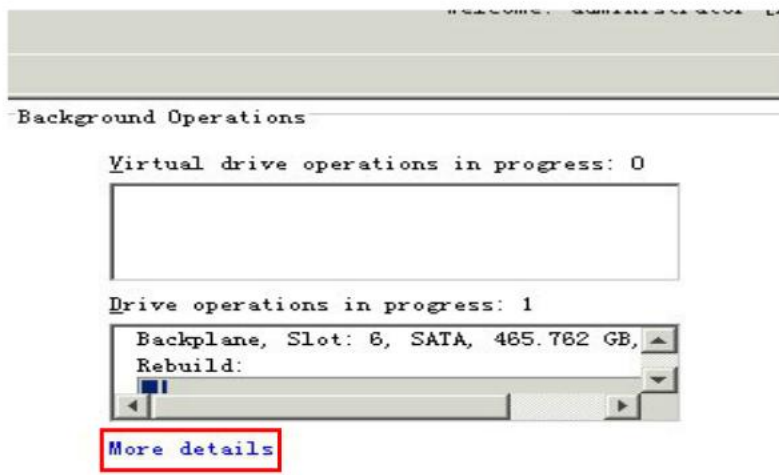 Background Operations
Virtual drive operations in progress: 0
Drive operations in progress: 1
Backplane, Slot: 6, SATA, 465.762 GB,
Rebuild:
More details